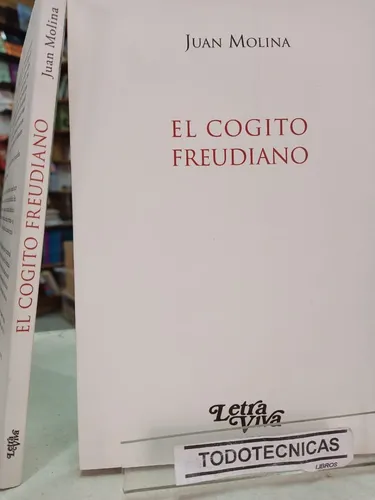 JUAN MOLINA
EL COGITO
FREUDIANO
Letra
Viva
TODOTECNICAS
LIBROS
Juan Molina
EL COGITO FREUDIANO
Letra
Viva